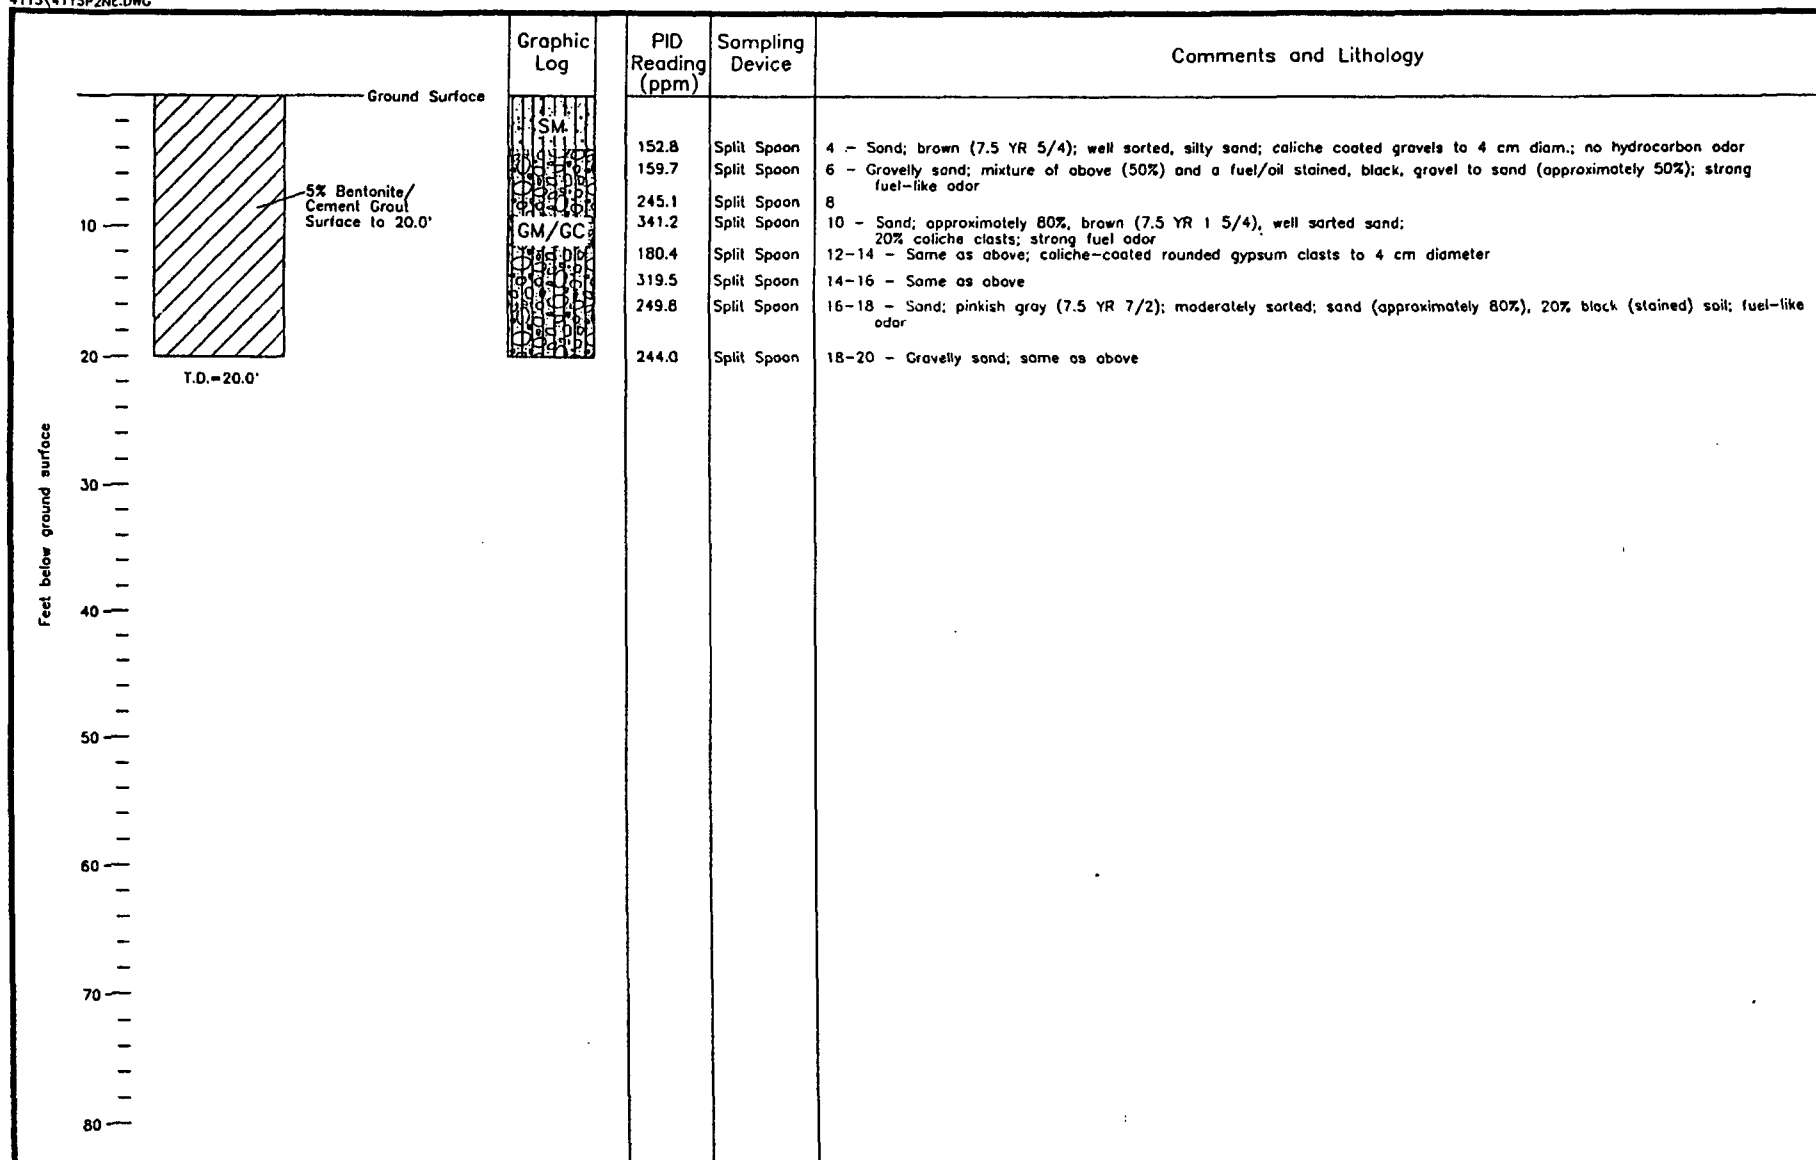 4115\4115P2NE.DWG
Graphic Log
PID Reading (ppm)
Sampling Device
Comments and Lithology
Ground Surface
SM
152.8 Split Spoon 4 - Sand; brown (7.5 YR 5/4); well sorted, silty sand; caliche coated gravels to 4 cm diam.; no hydrocarbon odor
159.7 Split Spoon 6 - Gravelly sand; mixture of above (50%) and a fuel/oil stained, black, gravel to sand (approximately 50%); strong
fuel-like odor
5% Bentonite/
Cement Grout
Surface to 20.0'
245.1 Split Spoon 8
10
GM/GC
341.2 Split Spoon 10 - Sand; approximately 80%, brown (7.5 YR 1 5/4), well sorted sand;
20% caliche clasts; strong fuel odor
180.4 Split Spoon 12-14 - Same as above; caliche-coated rounded gypsum clasts to 4 cm diameter
319.5 Split Spoon 14-16 - Same as above
249.8 Split Spoon 16-18 - Sand; pinkish gray (7.5 YR 7/2); moderately sorted; sand (approximately 80%), 20% black (stained) soil; fuel-like
odor
20
244.0 Split Spoon 18-20 - Gravelly sand; same as above
T.D.=20.0'
Feet below ground surface
30
40
50
60
70
80